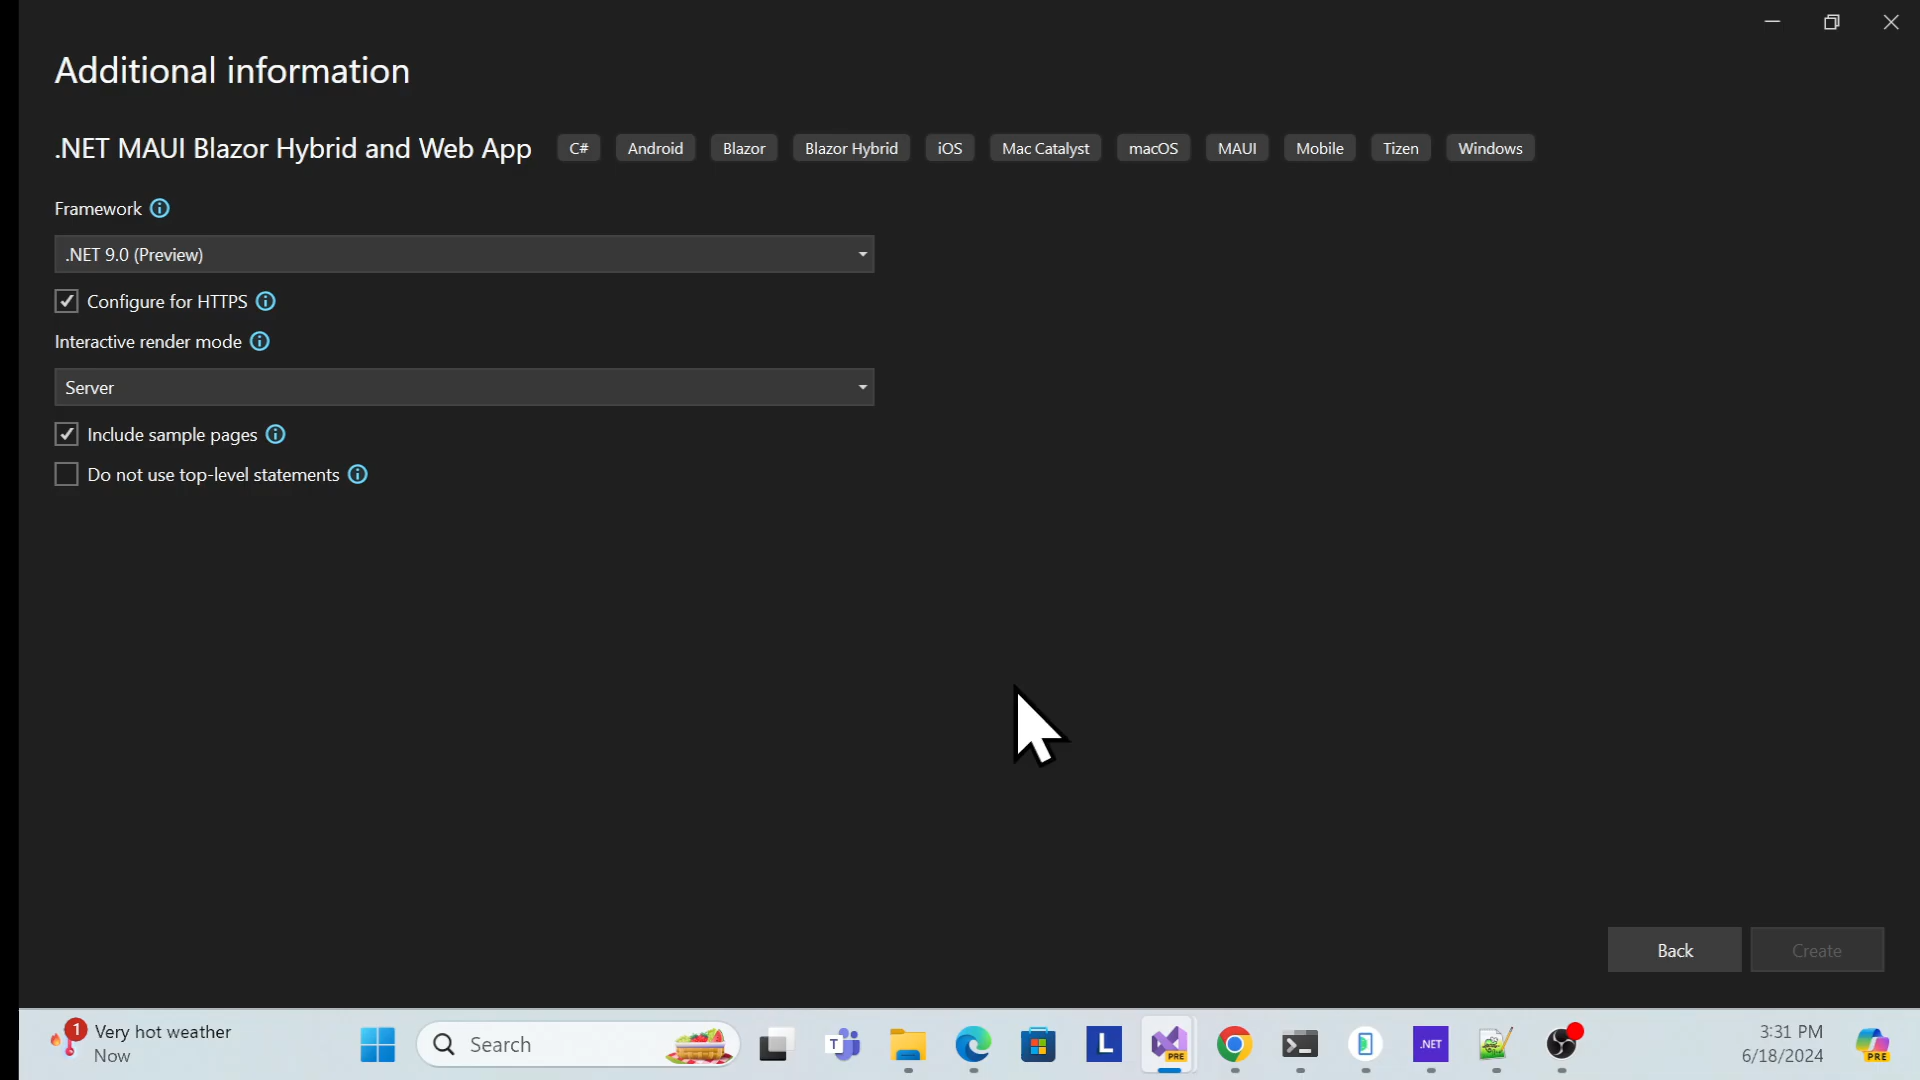 Additional information
.NET MAUI Blazor Hybrid and Web App C# Android Blazor Blazor Hybrid iOS Mac Catalyst macOS MAUI Mobile Tizen Windows
Framework
.NET 9.0 (Preview)
Configure for HTTPS
Interactive render mode
Server
Include sample pages
Do not use top-level statements
Back Create
1 Very hot weather
Now
Search
T
L
PRE
.NET
3:31 PM
6/18/2024
PRE